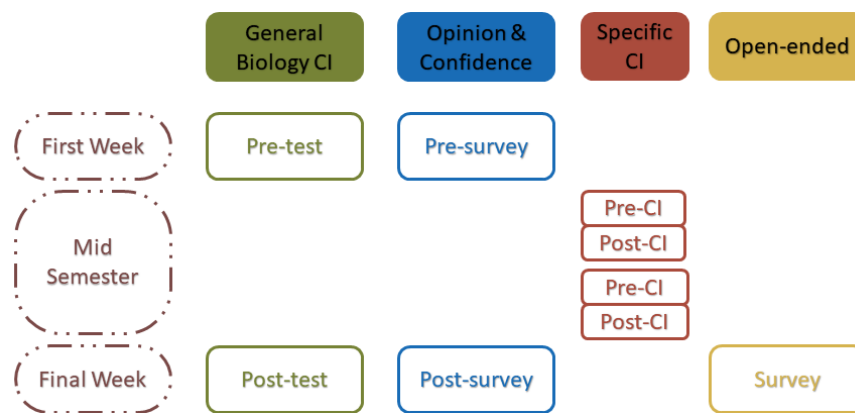 General
Biology CI
Opinion &
Confidence
Specific
CI
Open-ended
First Week
Pre-test
Pre-survey
Mid
Semester
Pre-CI
Post-CI
Pre-CI
Post-CI
Final Week
Post-test
Post-survey
Survey